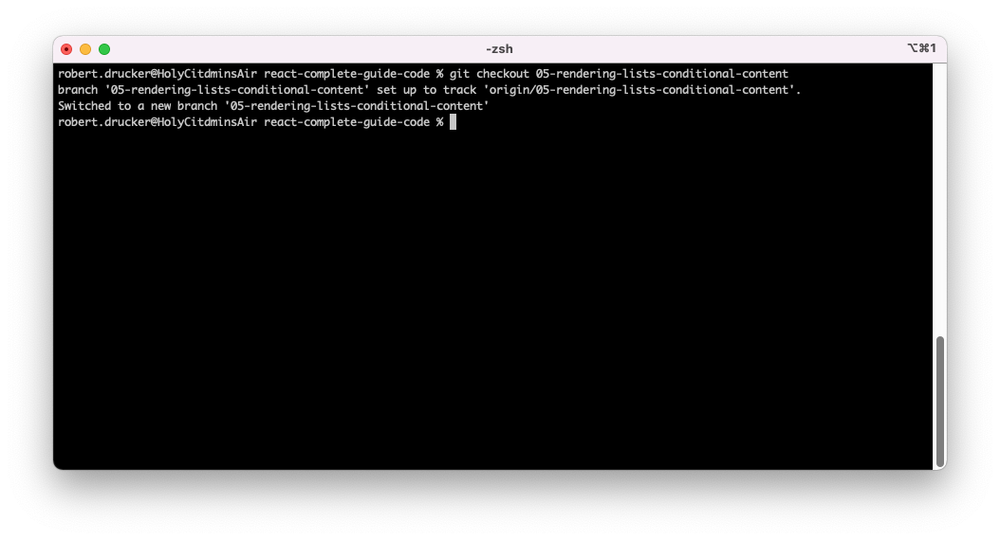 -zsh
⌥⌘1
robert.drucker@HolyCitdminsAir react-complete-guide-code % git checkout 05-rendering-lists-conditional-content
branch '05-rendering-lists-conditional-content' set up to track 'origin/05-rendering-lists-conditional-content'.
Switched to a new branch '05-rendering-lists-conditional-content'
robert.drucker@HolyCitdminsAir react-complete-guide-code %